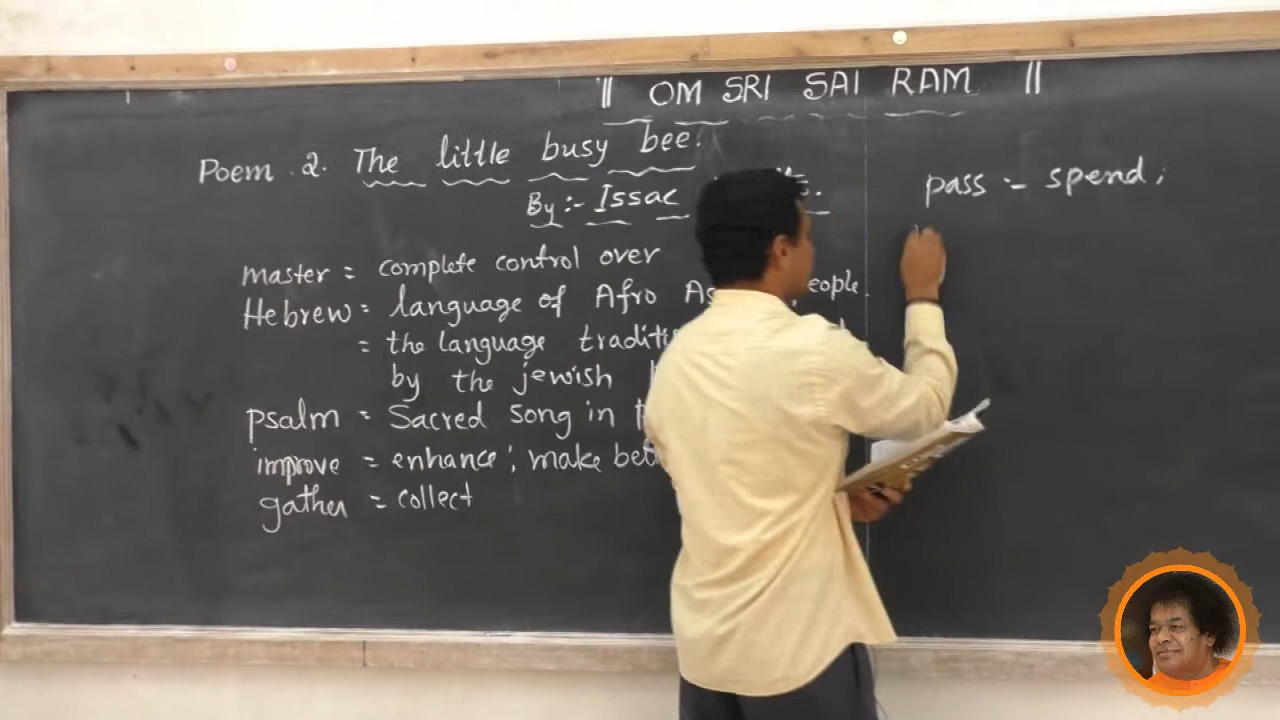 || OM SRI SAI RAM ||
Poem .2. The little busy bee.
By :- Issac
master = complete control over
Hebrew = language of Afro
= the language
by the jewish
psalm = Sacred song in
improve = enhance; make
gather = collect
pass :- spend;